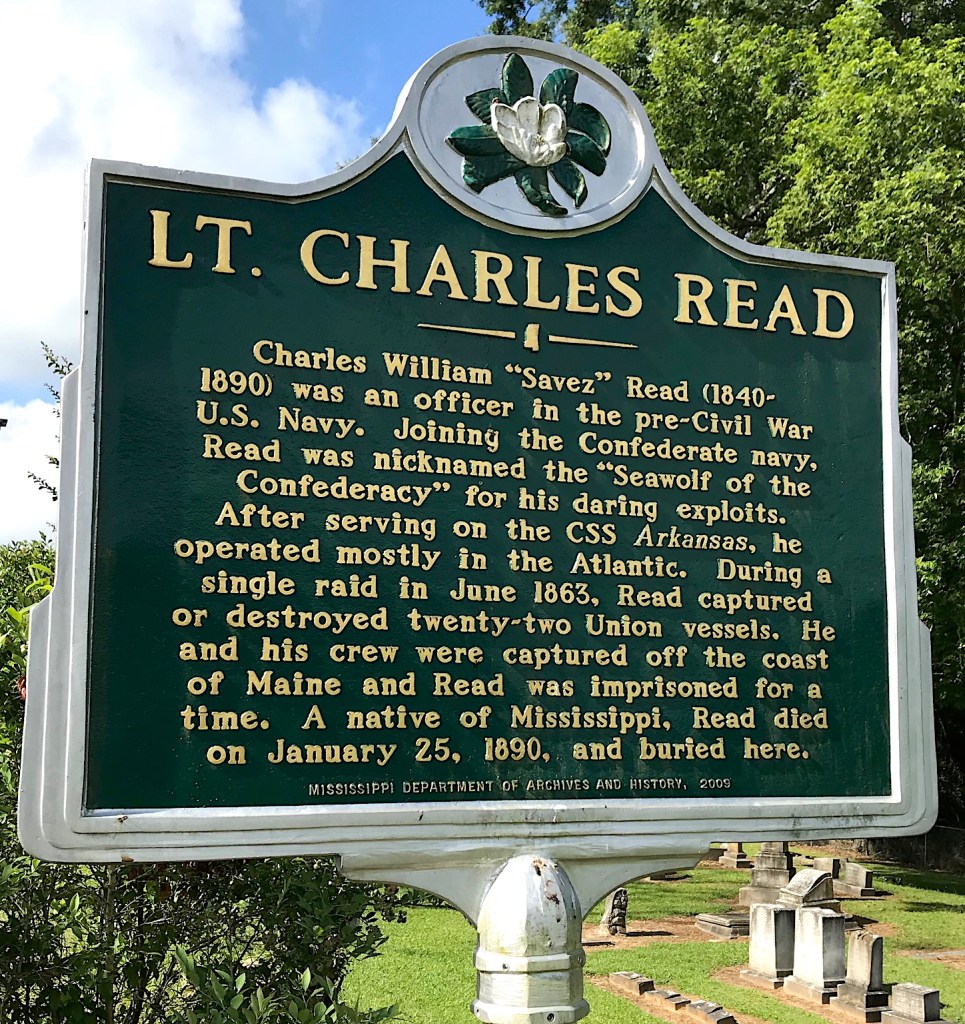 LT. CHARLES READ
Charles William “Savez” Read (1840-
1890) was an officer in the pre-Civil War
U.S. Navy. Joining the Confederate navy,
Read was nicknamed the “Seawolf of the
Confederacy” for his daring exploits.
After serving on the CSS Arkansas, he
operated mostly in the Atlantic. During a
single raid in June 1863, Read captured
or destroyed twenty-two Union vessels. He
and his crew were captured off the coast
of Maine and Read was imprisoned for a
time. A native of Mississippi, Read died
on January 25, 1890, and buried here.
MISSISSIPPI DEPARTMENT OF ARCHIVES AND HISTORY, 2009